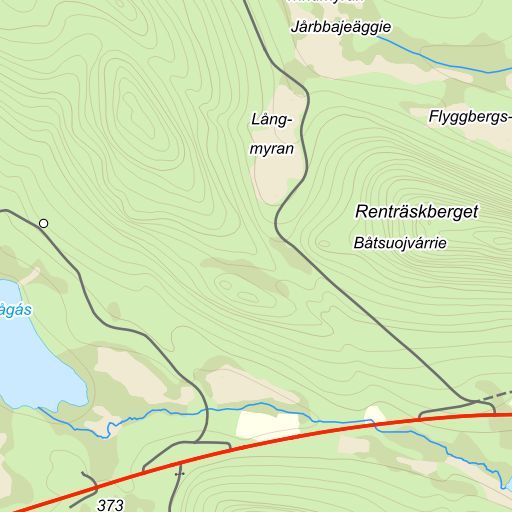 Jårbbajeäggie
Lång-
myran
Flyggbergs-
Renträskberget
Båtsuojvárrie
373